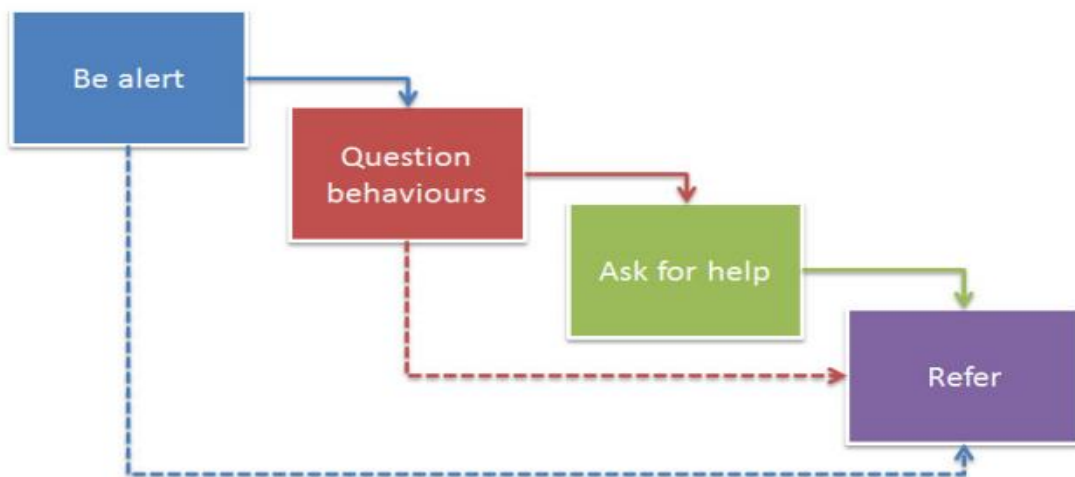 Be alert
Question
behaviours
Ask for help
Refer